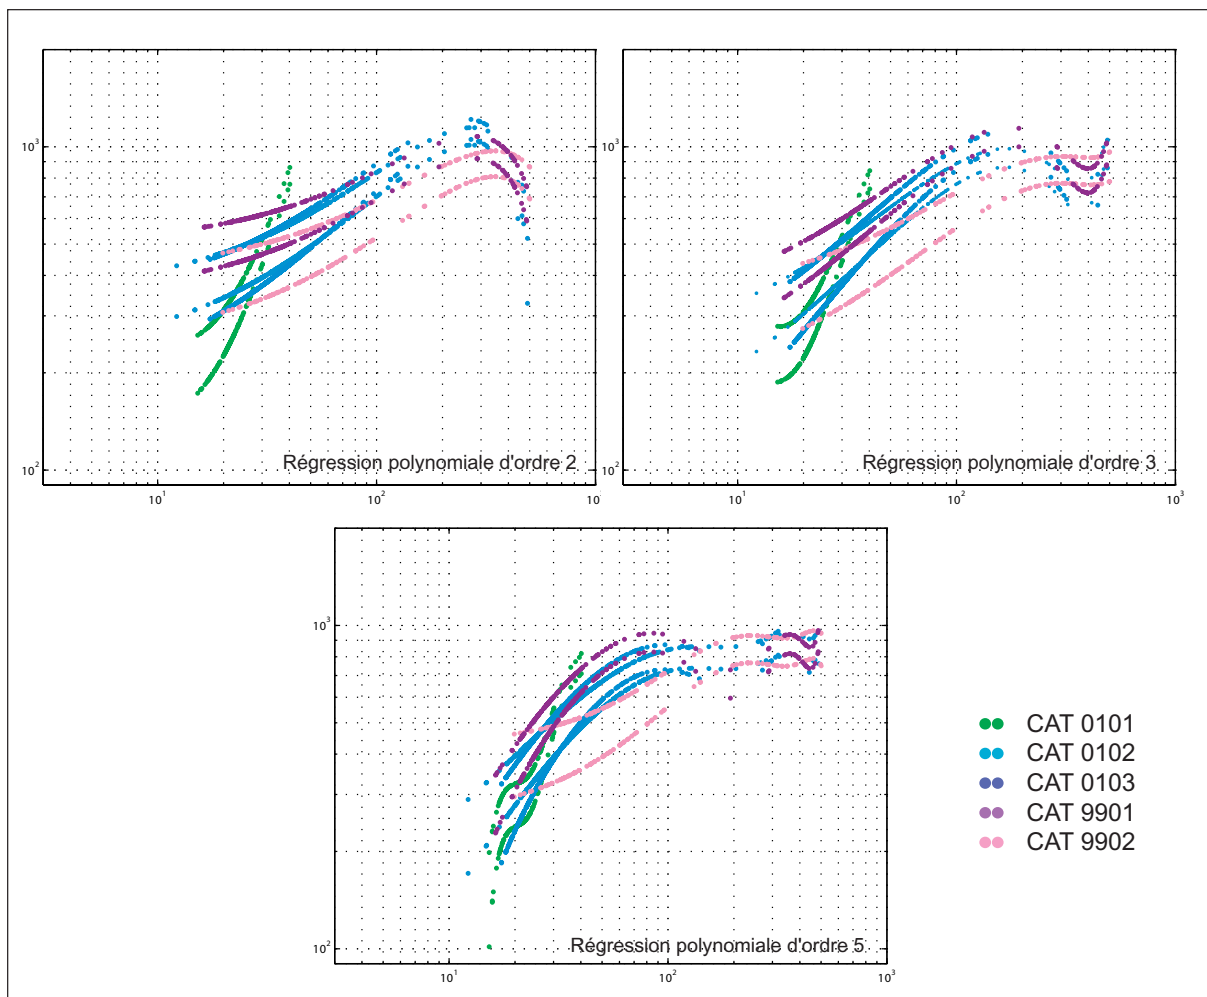 10³
10²
Régression polynomiale d'ordre 2
10¹
10²
10
10³
10²
Régression polynomiale d'ordre 3
10¹
10²
10³
10³
10²
Régression polynomiale d'ordre 5
10¹
10²
10³
CAT 0101
CAT 0102
CAT 0103
CAT 9901
CAT 9902